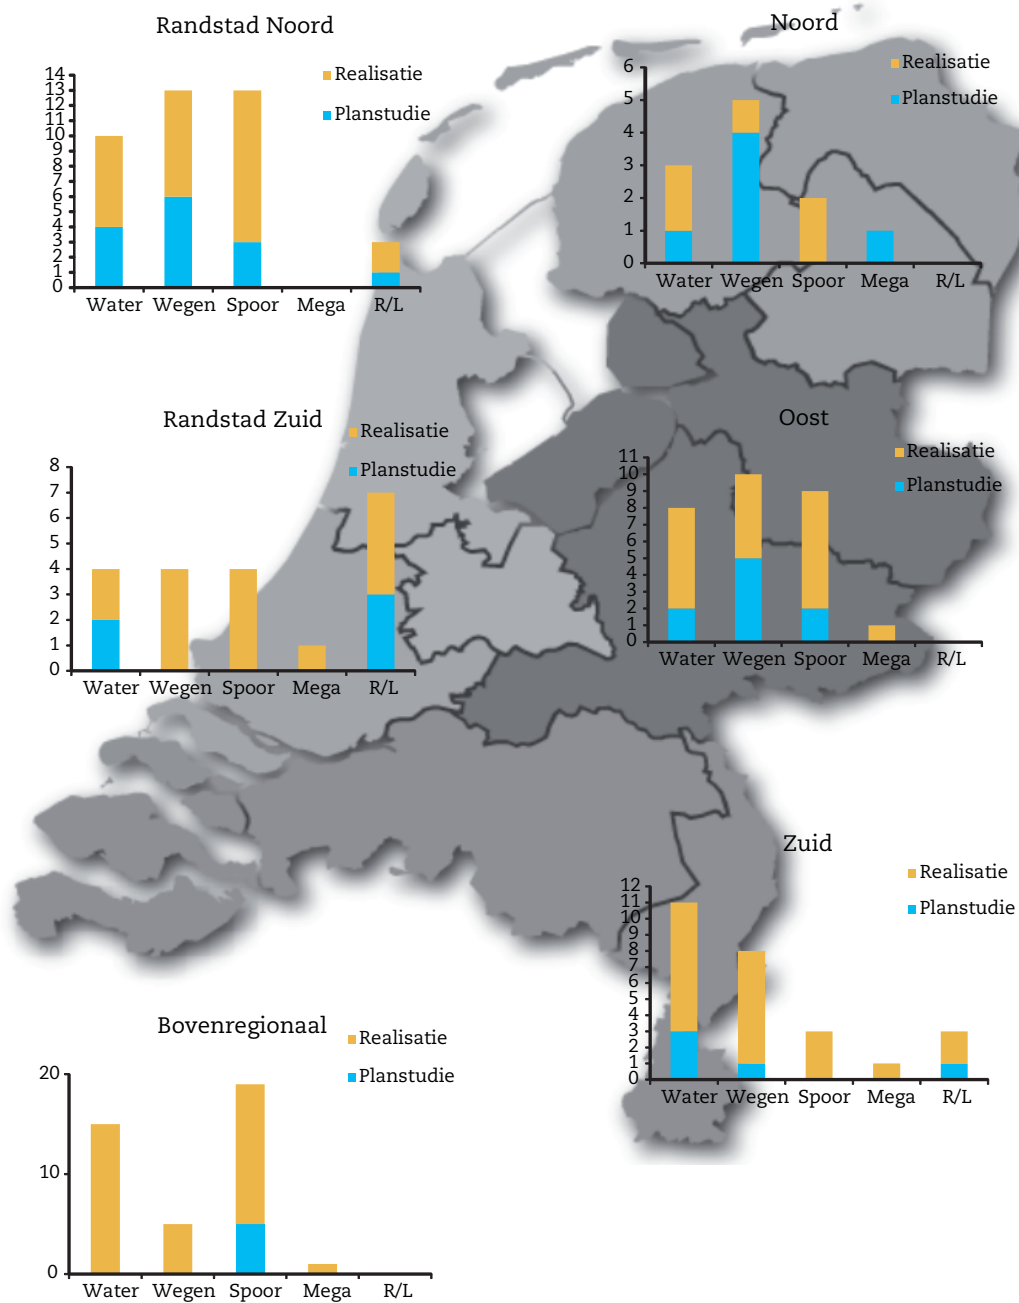 Randstad Noord
Realisatie
Planstudie
14
13
12
11
10
9
8
7
6
5
4
3
2
1
0
Water Wegen Spoor Mega R/L
Noord
Realisatie
Planstudie
6
5
4
3
2
1
0
Water Wegen Spoor Mega R/L
Randstad Zuid
Realisatie
Planstudie
8
7
6
5
4
3
2
1
0
Water Wegen Spoor Mega R/L
Oost
Realisatie
Planstudie
11
10
9
8
7
6
5
4
3
2
1
0
Water Wegen Spoor Mega R/L
Zuid
Realisatie
Planstudie
12
11
10
9
8
7
6
5
4
3
2
1
0
Water Wegen Spoor Mega R/L
Bovenregionaal
Realisatie
Planstudie
20
10
0
Water Wegen Spoor Mega R/L